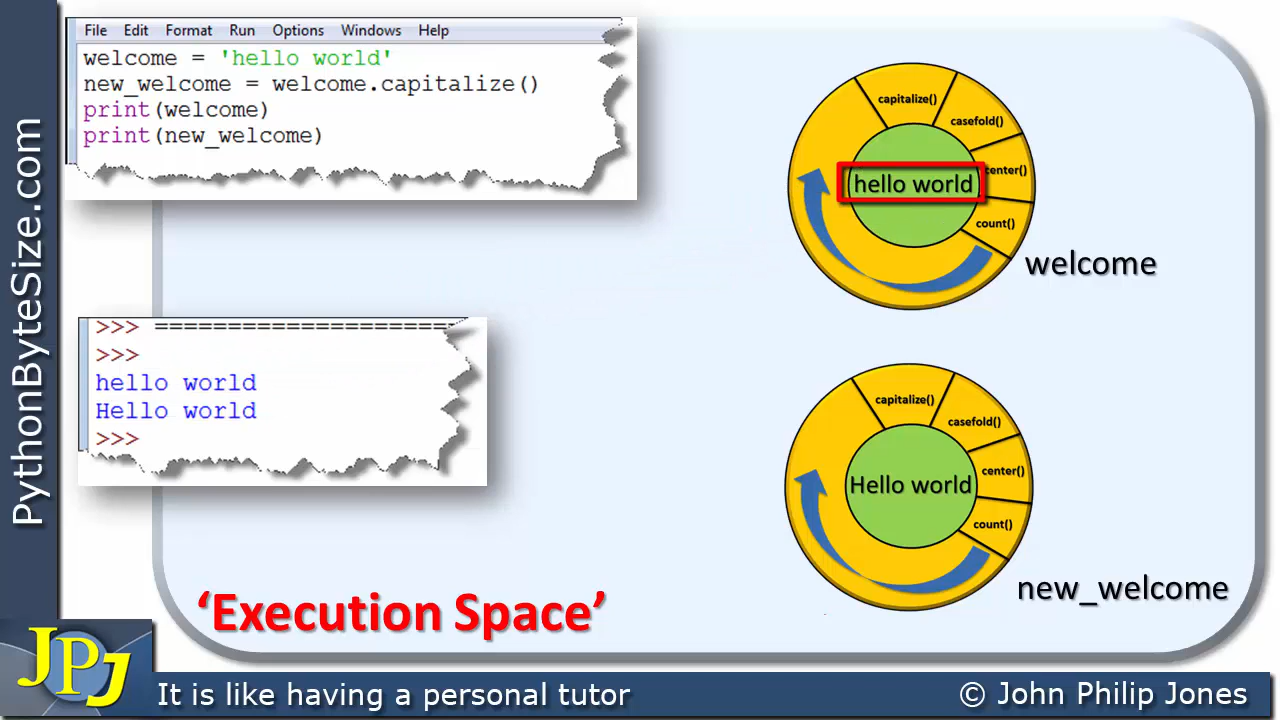 PythonByteSize.com
File Edit Format Run Options Windows Help
welcome = 'hello world'
new_welcome = welcome.capitalize()
print(welcome)
print(new_welcome)
>>> ======================
>>>
hello world
Hello world
>>>
capitalize()
casefold()
center()
count()
hello world
welcome
capitalize()
casefold()
center()
count()
Hello world
new_welcome
‘Execution Space’
JPJ
It is like having a personal tutor
© John Philip Jones